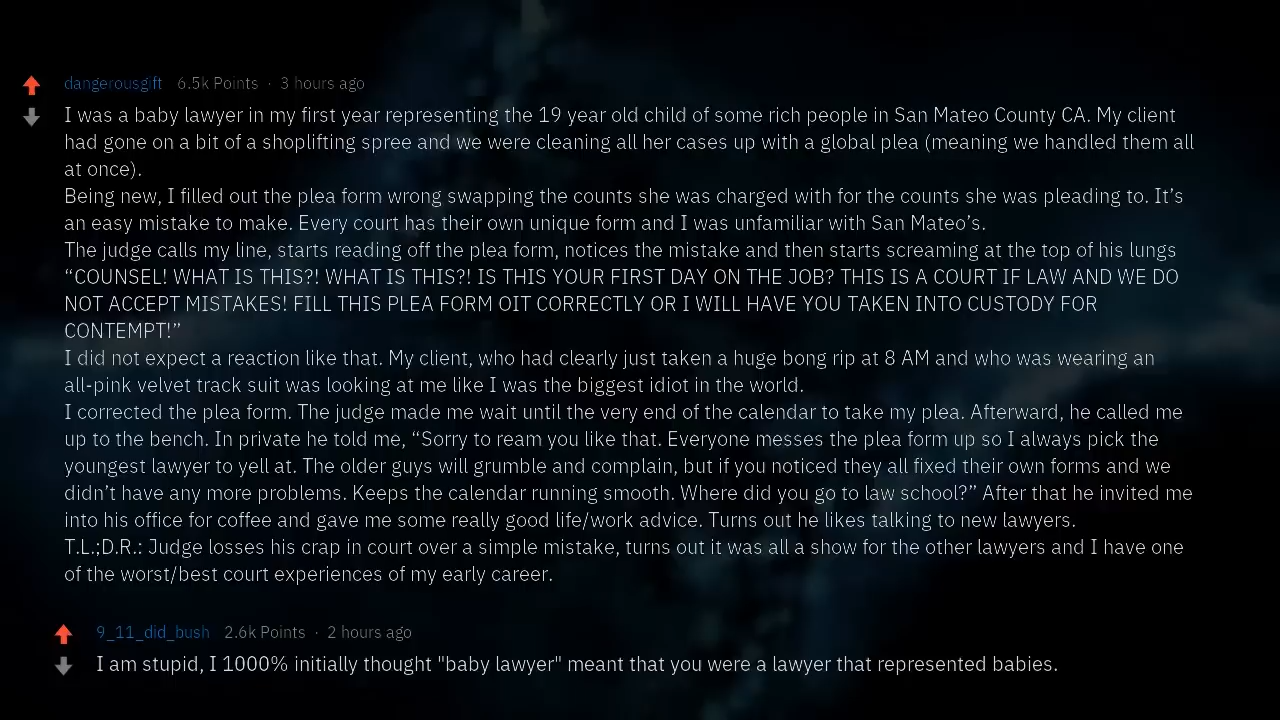 dangerousgift 6.5k Points · 3 hours ago
I was a baby lawyer in my first year representing the 19 year old child of some rich people in San Mateo County CA. My client
had gone on a bit of a shoplifting spree and we were cleaning all her cases up with a global plea (meaning we handled them all
at once).
Being new, I filled out the plea form wrong swapping the counts she was charged with for the counts she was pleading to. It’s
an easy mistake to make. Every court has their own unique form and I was unfamiliar with San Mateo’s.
The judge calls my line, starts reading off the plea form, notices the mistake and then starts screaming at the top of his lungs
“COUNSEL! WHAT IS THIS?! WHAT IS THIS?! IS THIS YOUR FIRST DAY ON THE JOB? THIS IS A COURT IF LAW AND WE DO
NOT ACCEPT MISTAKES! FILL THIS PLEA FORM OIT CORRECTLY OR I WILL HAVE YOU TAKEN INTO CUSTODY FOR
CONTEMPT!”
I did not expect a reaction like that. My client, who had clearly just taken a huge bong rip at 8 AM and who was wearing an
all-pink velvet track suit was looking at me like I was the biggest idiot in the world.
I corrected the plea form. The judge made me wait until the very end of the calendar to take my plea. Afterward, he called me
up to the bench. In private he told me, “Sorry to ream you like that. Everyone messes the plea form up so I always pick the
youngest lawyer to yell at. The older guys will grumble and complain, but if you noticed they all fixed their own forms and we
didn’t have any more problems. Keeps the calendar running smooth. Where did you go to law school?” After that he invited me
into his office for coffee and gave me some really good life/work advice. Turns out he likes talking to new lawyers.
T.L.;D.R.: Judge losses his crap in court over a simple mistake, turns out it was all a show for the other lawyers and I have one
of the worst/best court experiences of my early career.
9_11_did_bush 2.6k Points · 2 hours ago
I am stupid, I 1000% initially thought "baby lawyer" meant that you were a lawyer that represented babies.